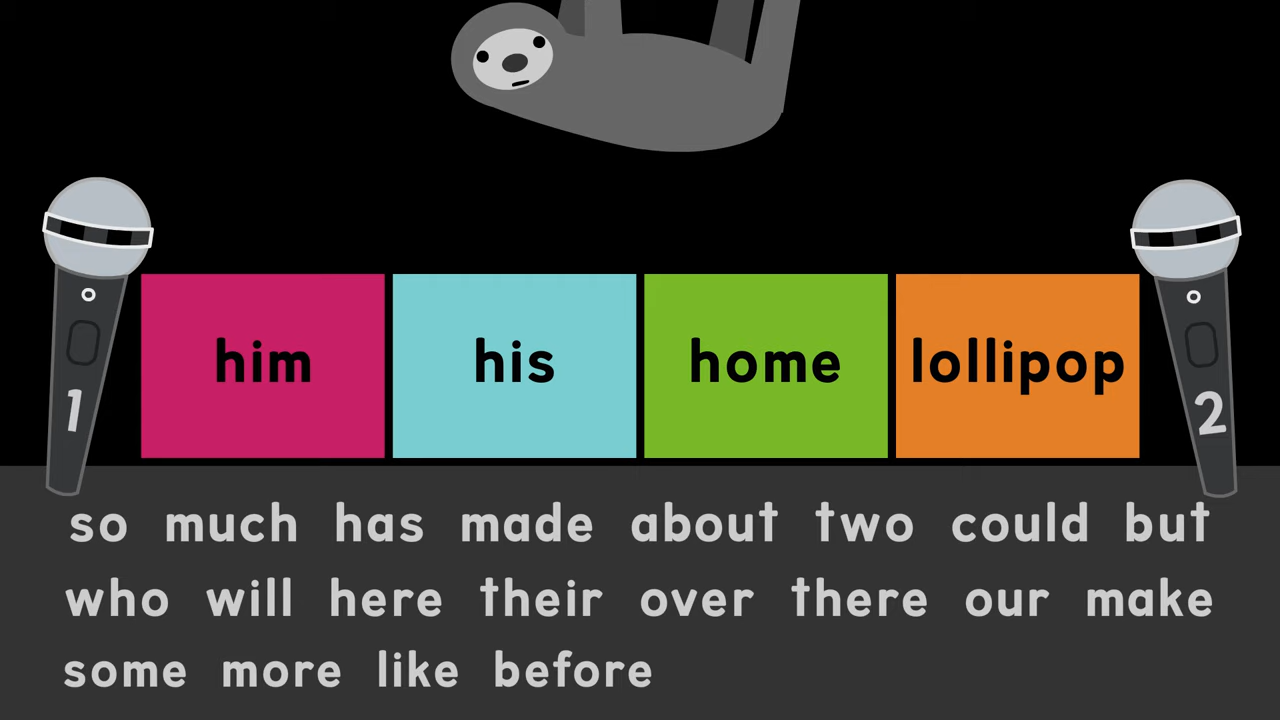 him his home lollipop
1 2
so much has made about two could but
who will here their over there our make
some more like before